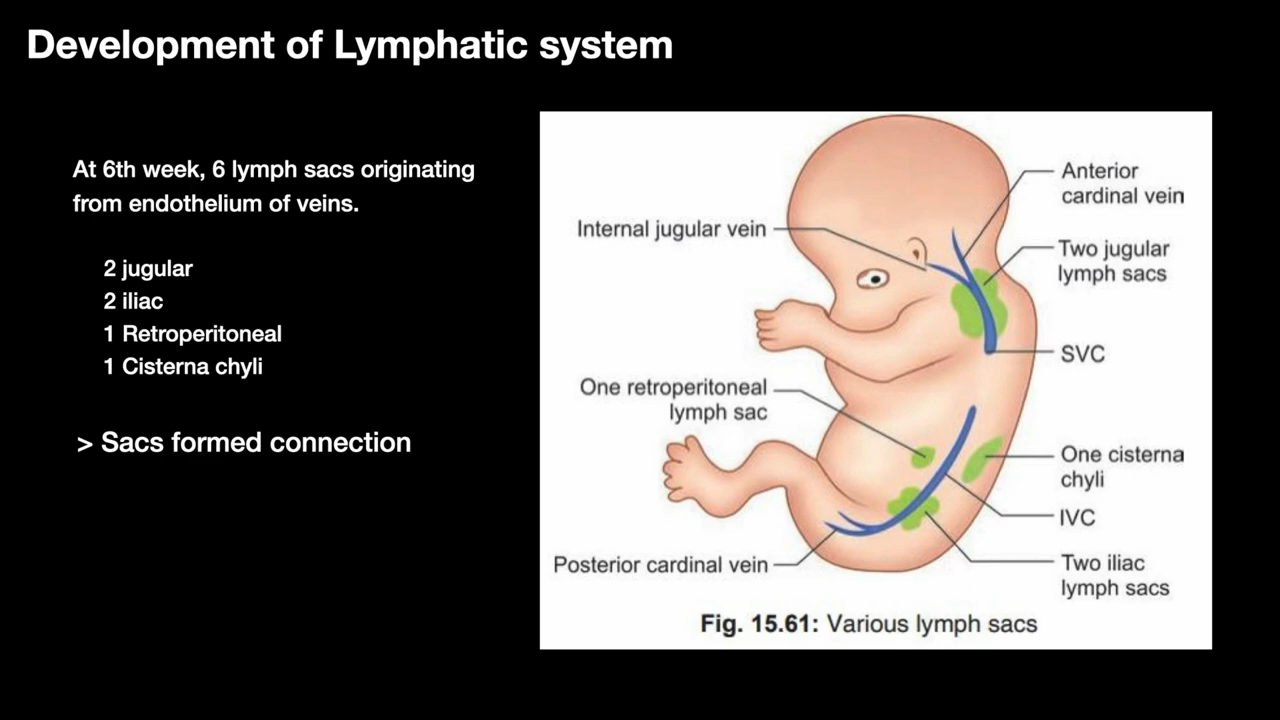 Development of Lymphatic system
At 6th week, 6 lymph sacs originating
from endothelium of veins.
2 jugular
2 iliac
1 Retroperitoneal
1 Cisterna chyli
> Sacs formed connection
Anterior
cardinal vein
Internal jugular vein
Two jugular
lymph sacs
SVC
One retroperitoneal
lymph sac
One cisterna
chyli
IVC
Posterior cardinal vein
Two iliac
lymph sacs
Fig. 15.61: Various lymph sacs